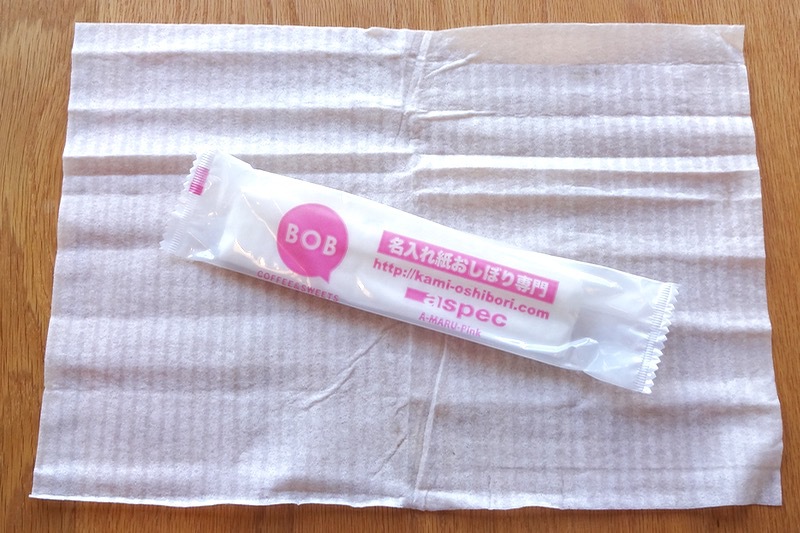 BOB
COFFEE&SWEETS
名入れ紙おしぼり専門
http://kami-oshibori.com
alspec
A-MARU-Pink